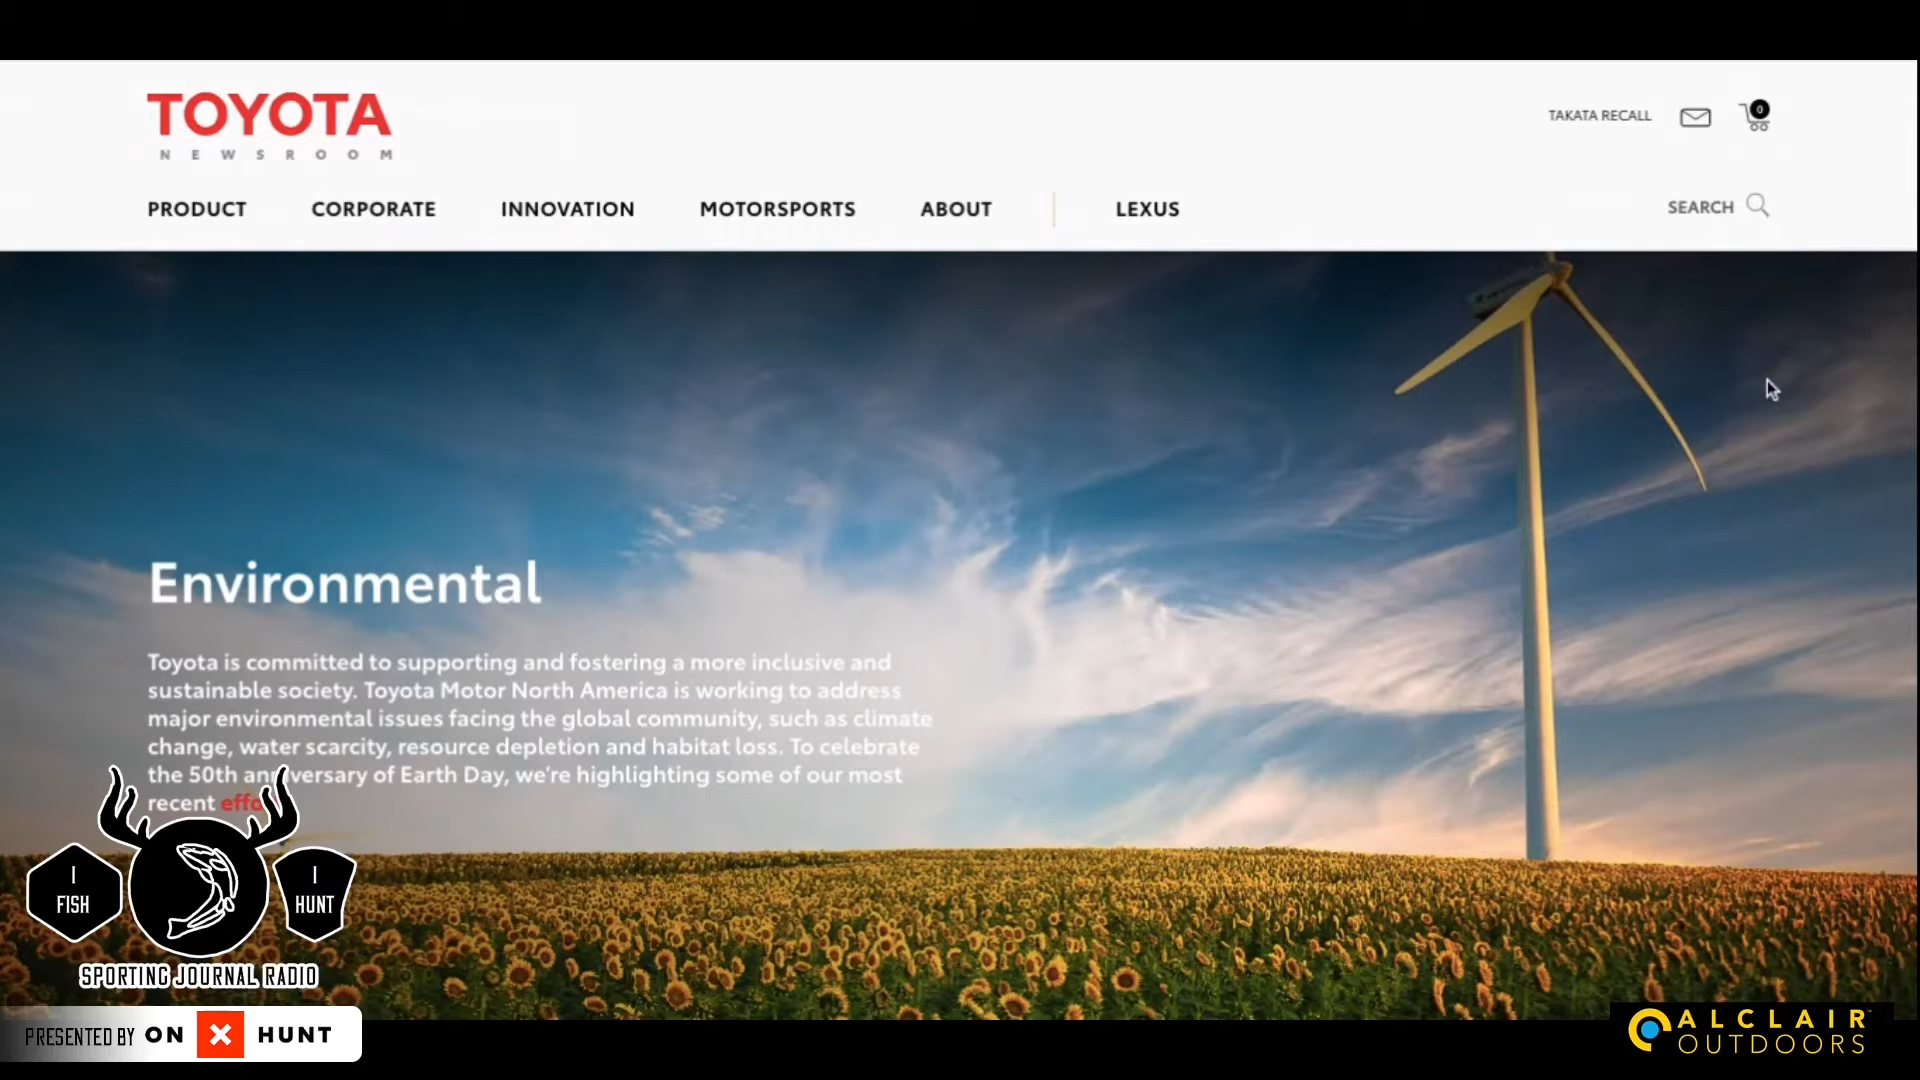 TOYOTA
NEWSROOM
TAKATA RECALL
0
PRODUCT
CORPORATE
INNOVATION
MOTORSPORTS
ABOUT
LEXUS
SEARCH
Environmental
Toyota is committed to supporting and fostering a more inclusive and
sustainable society. Toyota Motor North America is working to address
major environmental issues facing the global community, such as climate
change, water scarcity, resource depletion and habitat loss. To celebrate
the 50th anniversary of Earth Day, we're highlighting some of our most
recent
I
FISH
I
HUNT
SPORTING JOURNAL RADIO
PRESENTED BY ON X HUNT
ALCLAIR
OUTDOORS